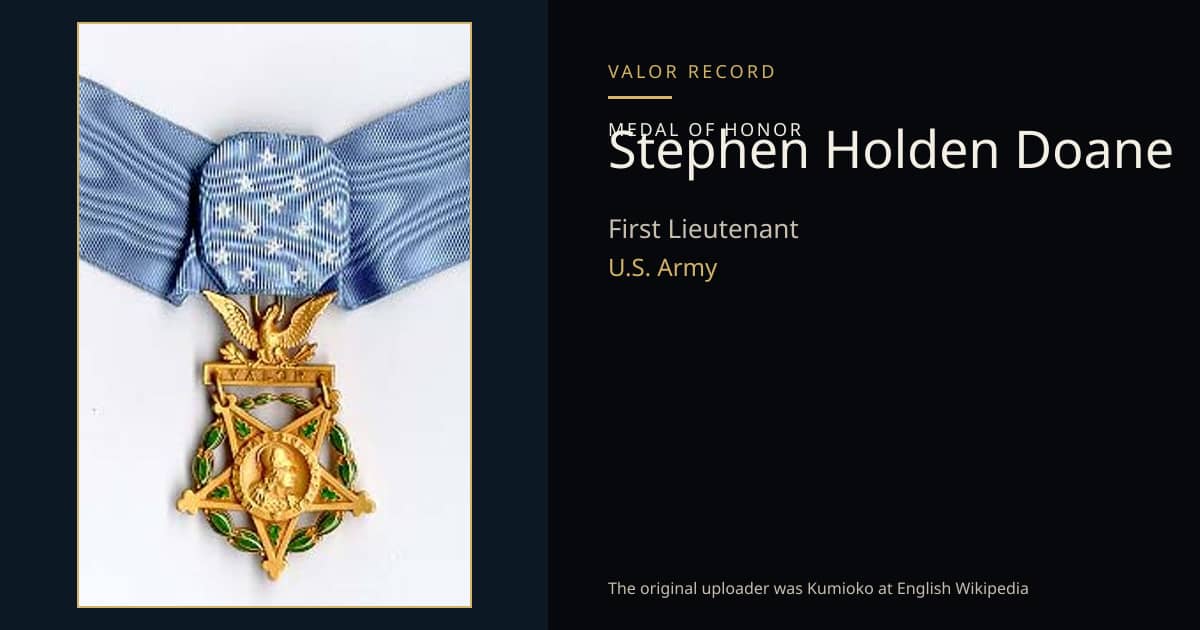 VALOR RECORD
MEDAL OF HONOR
Stephen Holden Doane
First Lieutenant
U.S. Army
VALOR
The original uploader was Kumioko at English Wikipedia